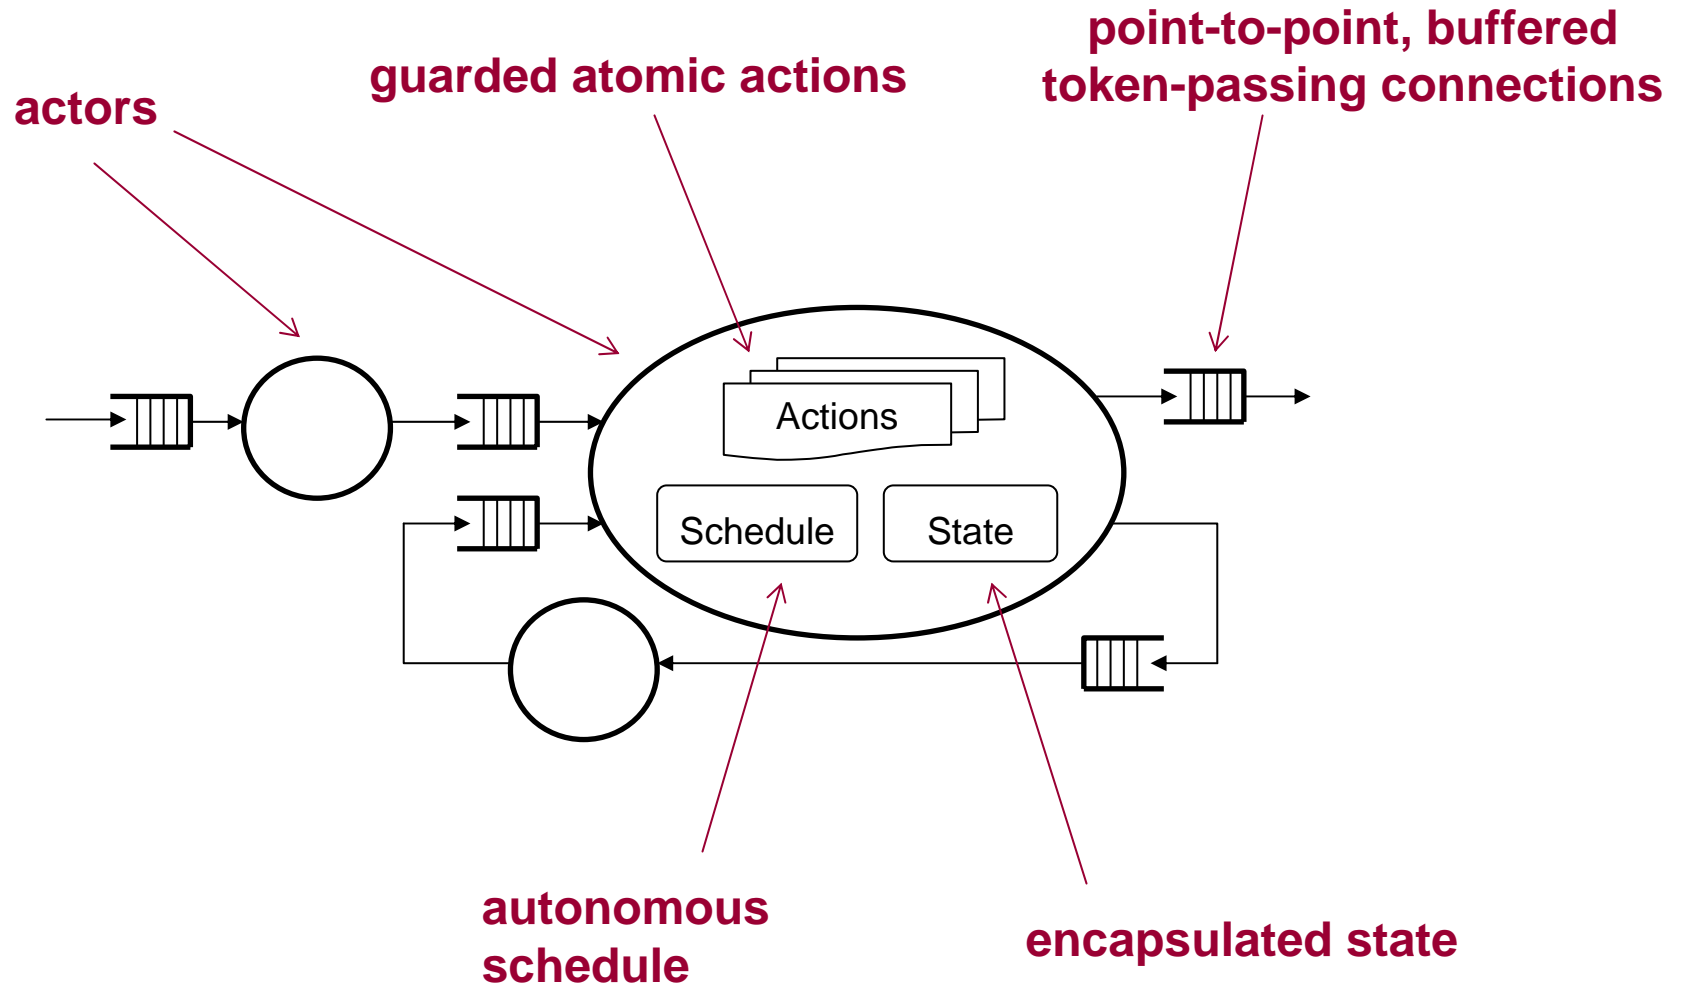 point-to-point, buffered
token-passing connections
guarded atomic actions
actors
Actions
Schedule
State
autonomous
schedule
encapsulated state